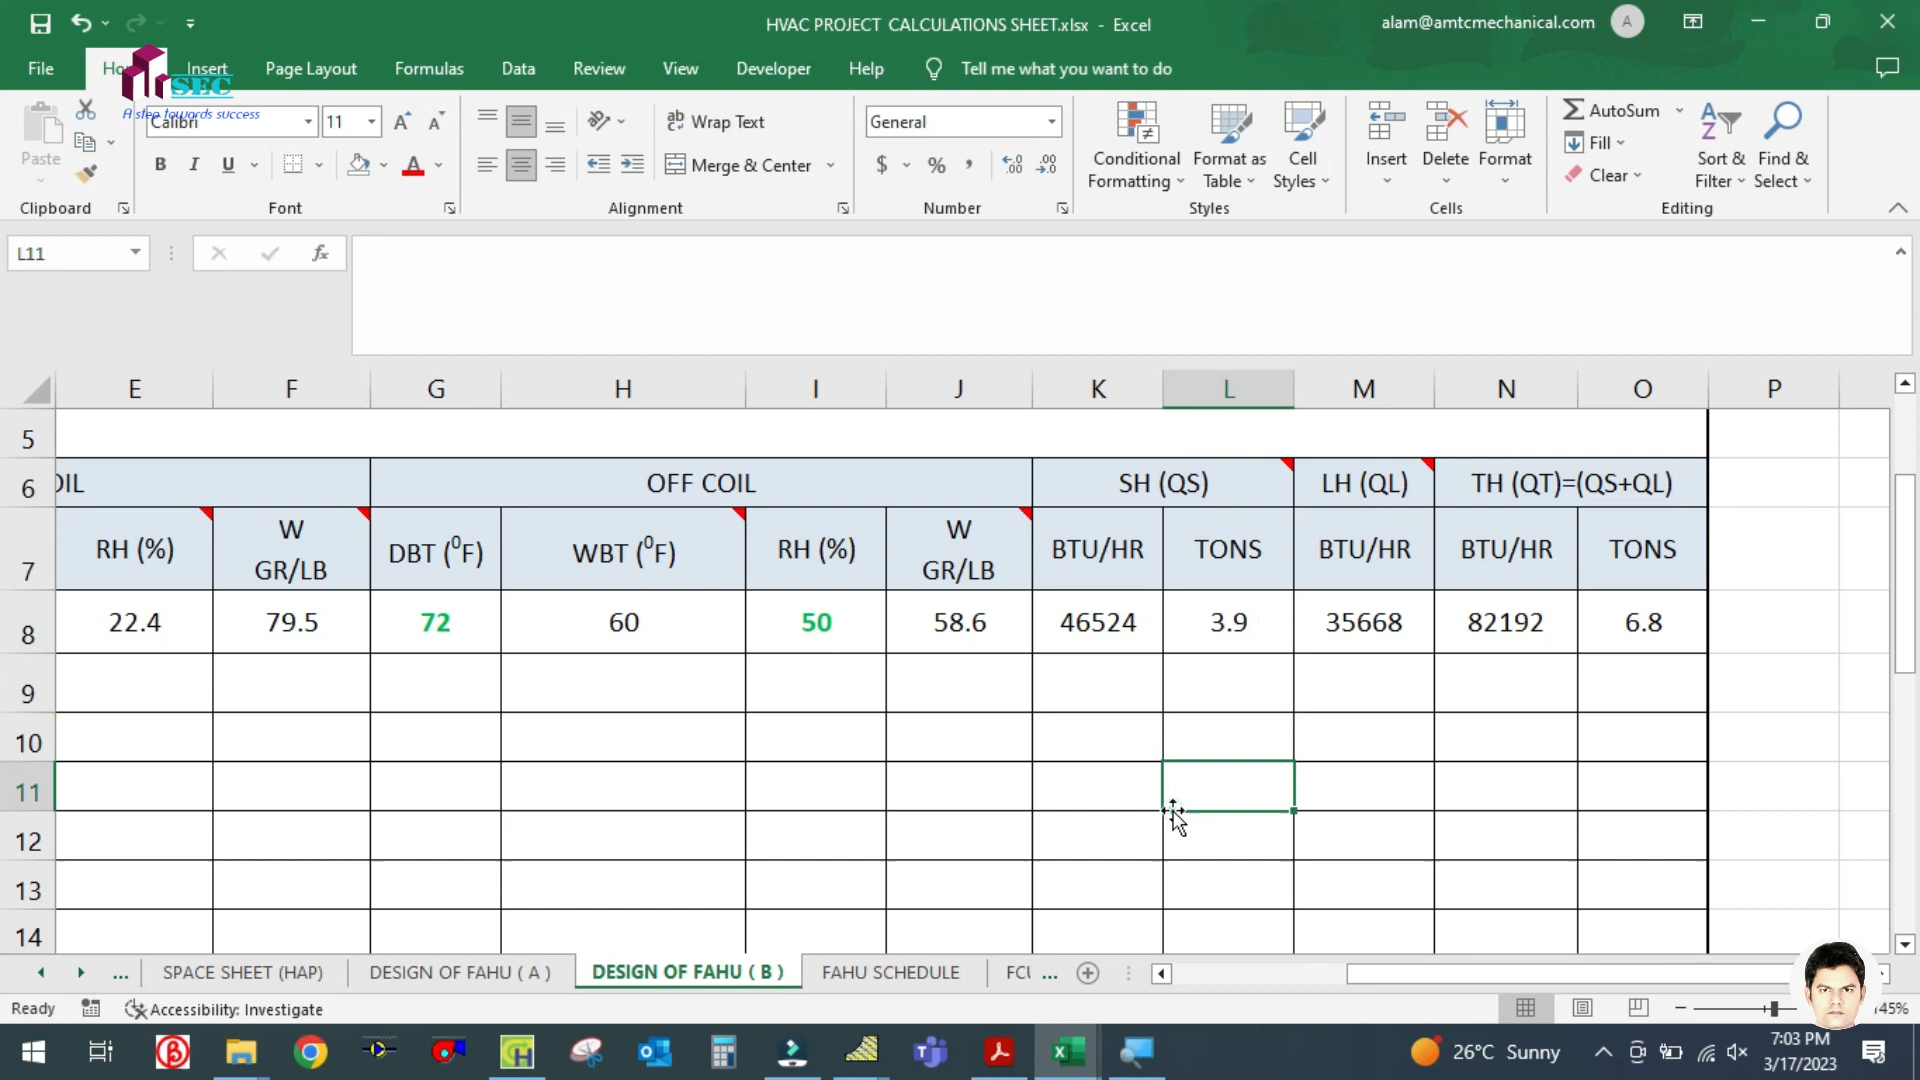 HVAC PROJECT CALCULATIONS SHEET.xlsx - Excel
alam@amtcmechanical.com A
File Insert Page Layout Formulas Data Review View Developer Help Tell me what you want to do
SEC
A step towards success
Paste
Clipboard
Calibri 11
B I U
Font
Wrap Text
Merge & Center
Alignment
General
$ % ,
Number
Conditional Formatting
Format as Table
Cell Styles
Styles
Insert Delete Format
Cells
AutoSum
Fill
Clear
Sort & Filter
Find & Select
Editing
L11 fx
E F G H I J K L M N O P
5
6 OIL OFF COIL SH (QS) LH (QL) TH (QT)=(QS+QL)
7 RH (%) W GR/LB DBT (⁰F) WBT (⁰F) RH (%) W GR/LB BTU/HR TONS BTU/HR BTU/HR TONS
8 22.4 79.5 72 60 50 58.6 46524 3.9 35668 82192 6.8
9
10
11
12
13
14
... SPACE SHEET (HAP) DESIGN OF FAHU ( A ) DESIGN OF FAHU ( B ) FAHU SCHEDULE FCU ...
Ready Accessibility: Investigate 45%
26°C Sunny 7:03 PM
3/17/2023